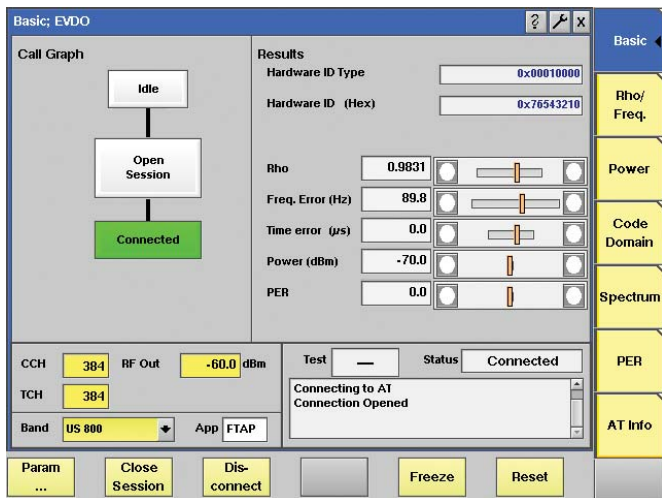 Basic; EVDO
? x
Call Graph
Idle
Open
Session
Connected
Results
Hardware ID Type 0x00010000
Hardware ID (Hex) 0x76543210
Rho 0.9831
Freq. Error (Hz) 89.8
Time error (µs) 0.0
Power (dBm) -70.0
PER 0.0
CCH 384 RF Out -60.0 dBm
TCH 384
Band US 800 App FTAP
Test — Status Connected
Connecting to AT
Connection Opened
Basic
Rho/
Freq.
Power
Code
Domain
Spectrum
PER
AT Info
Param
...
Close
Session
Dis-
connect
Freeze
Reset